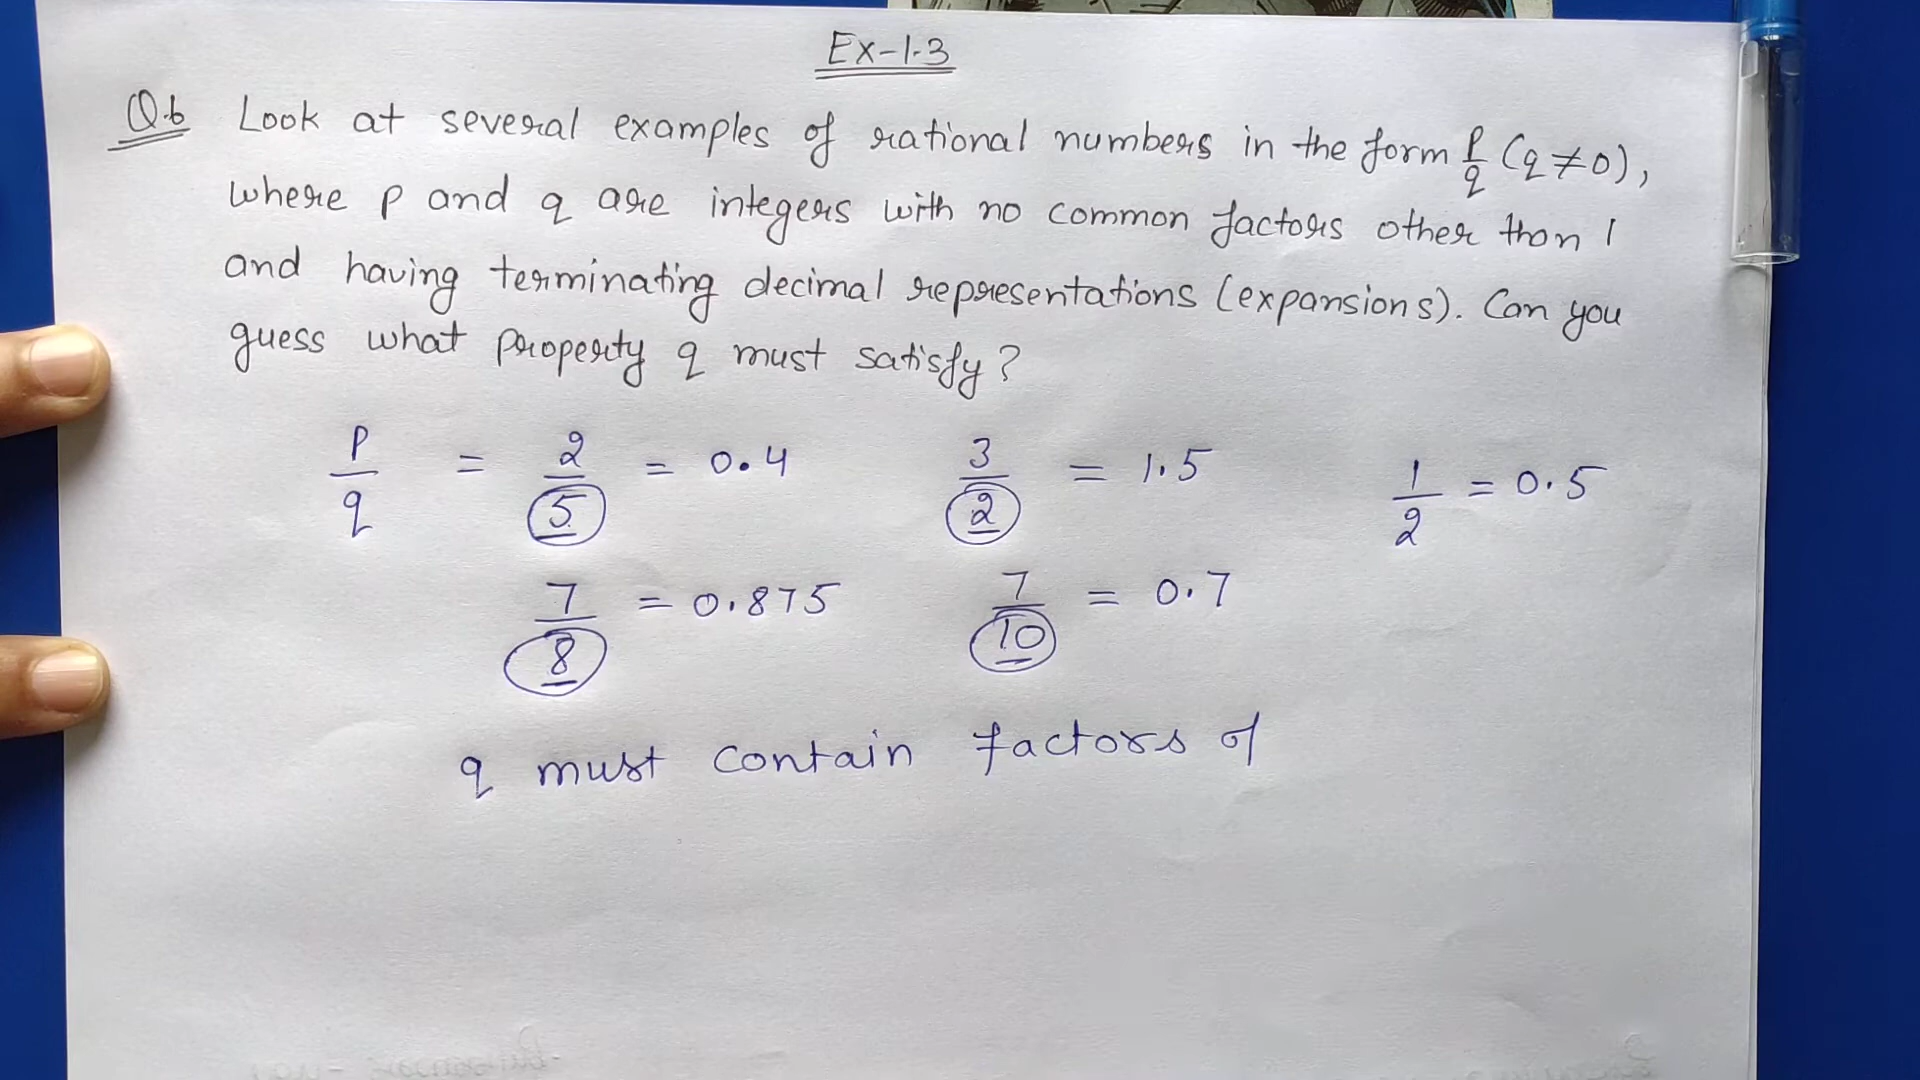 Ex-1.3
Q.6 Look at several examples of rational numbers in the form p/q (q≠0),
where p and q are integers with no common factors other than 1
and having terminating decimal representations (expansions). Can you
guess what property q must satisfy?
p/q = 2/5 = 0.4 3/2 = 1.5 1/2 = 0.5
7/8 = 0.875 7/10 = 0.7
q must contain factors of